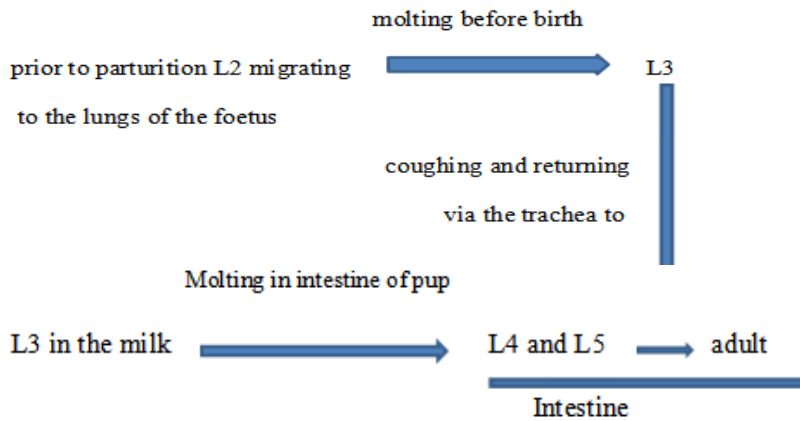 molting before birth
prior to parturition L2 migrating
L3
to the lungs of the foetus
coughing and returning
via the trachea to
Molting in intestine of pup
L3 in the milk
L4 and L5
adult
Intestine